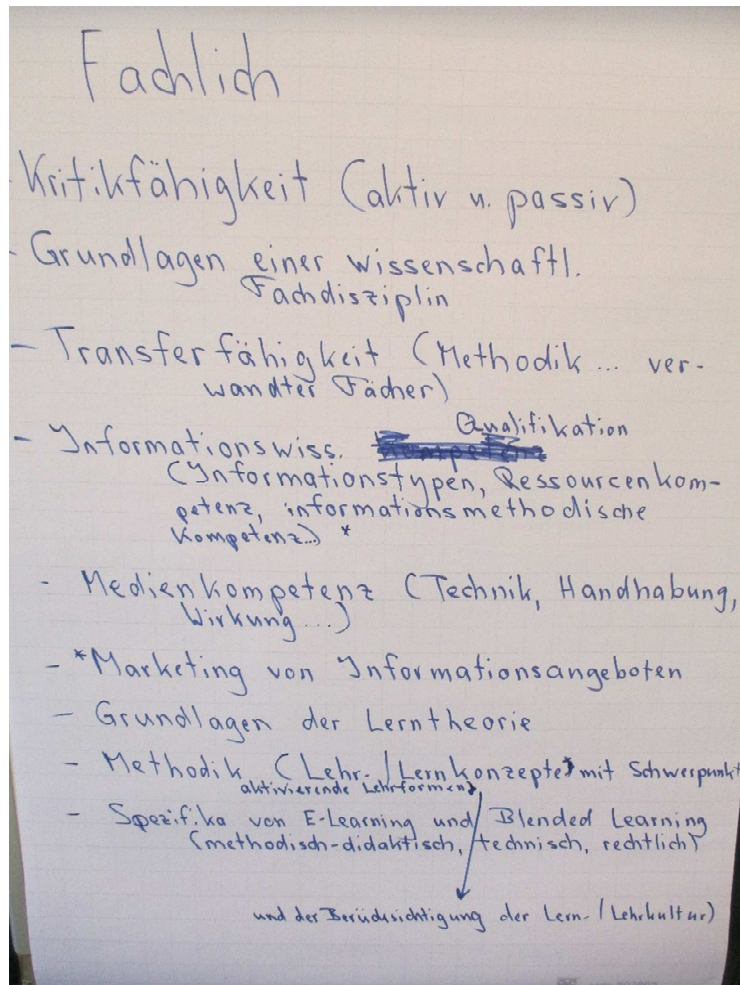 Fachlich
- Kritikfähigkeit (aktiv u. passiv)
- Grundlagen einer wissenschaftl.
Fachdisziplin
- Transferfähigkeit (Methodik... ver-
wandter Fächer)
- Informationswiss. Qualifikation
(Informationstypen, Ressourcenkom-
petenz, informationsmethodische
Kompetenz...) *
- Medienkompetenz (Technik, Handhabung,
Wirkung...)
- *Marketing von Informationsangeboten
- Grundlagen der Lerntheorie
- Methodik (Lehr-/Lernkonzepte mit Schwerpunkt
aktivierende Lehrformen)
- Spezifika von E-Learning und Blended Learning
(methodisch-didaktisch, technisch, rechtlich)
und der Berücksichtigung der Lern-/Lehrkultur)